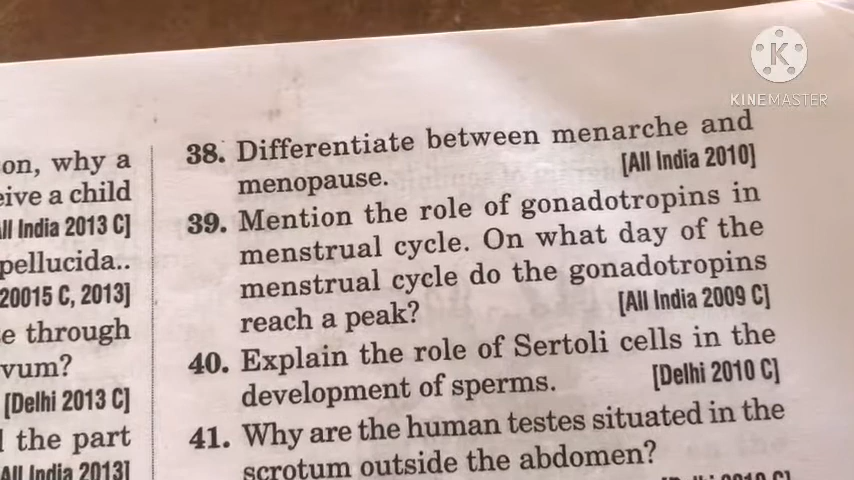 KINEMASTER
on, why a
eive a child
ll India 2013 C]
pellucida..
20015 C, 2013]
e through
vum?
[Delhi 2013 C]
the part
All India 2013]
38. Differentiate between menarche and
menopause. [All India 2010]
39. Mention the role of gonadotropins in
menstrual cycle. On what day of the
menstrual cycle do the gonadotropins
reach a peak? [All India 2009 C]
40. Explain the role of Sertoli cells in the
development of sperms. [Delhi 2010 C]
41. Why are the human testes situated in the
scrotum outside the abdomen?